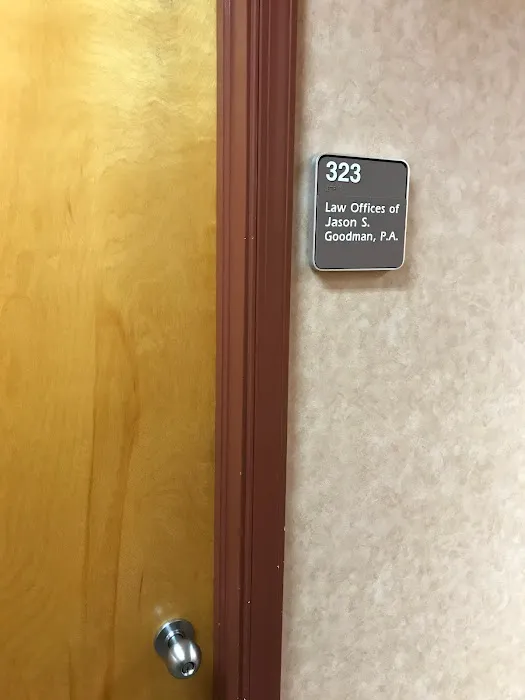 323
Law Offices of
Jason S.
Goodman, P.A.